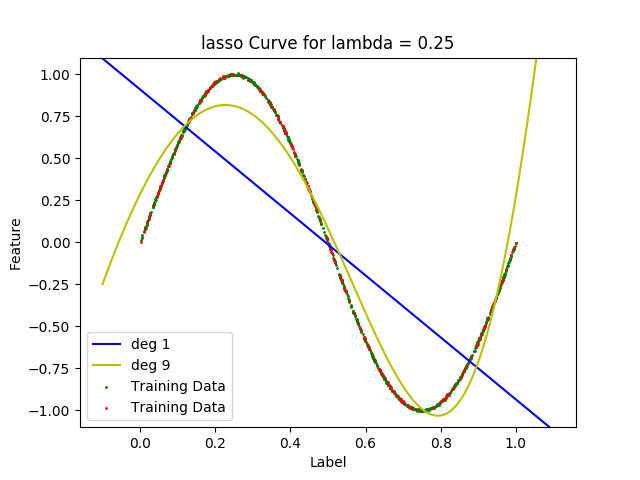 lasso Curve for lambda = 0.25
1.00
0.75
0.50
0.25
0.00
−0.25
−0.50
−0.75
−1.00
Feature
deg 1
deg 9
Training Data
Training Data
0.0 0.2 0.4 0.6 0.8 1.0
Label